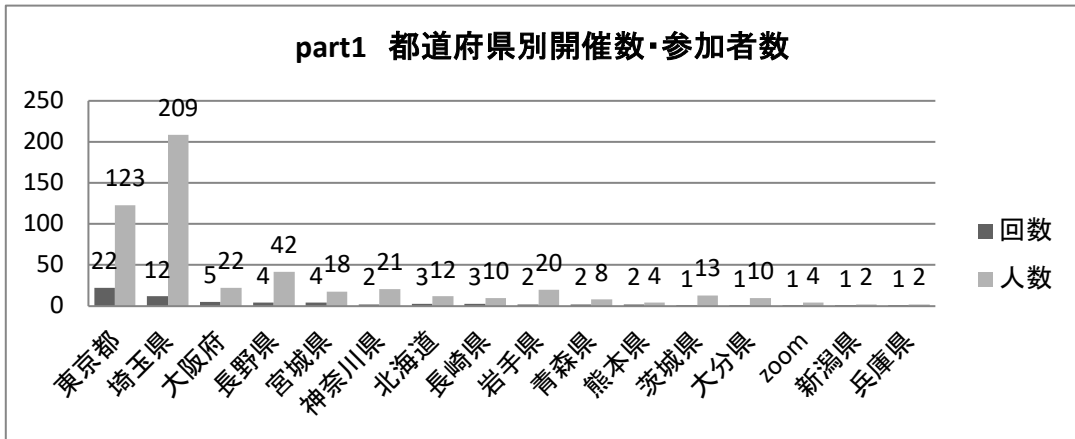 part1 都道府県別開催数・参加者数
250
200
150
100
50
0
22 123
12 209
5 22
4 42
4 18
2 21
3 12
3 10
2 20
2 8
2 4
1 13
1 10
1 4
1 2
1 2
東京都
埼玉県
大阪府
長野県
宮城県
神奈川県
北海道
長崎県
岩手県
青森県
熊本県
茨城県
大分県
zoom
新潟県
兵庫県
回数
人数